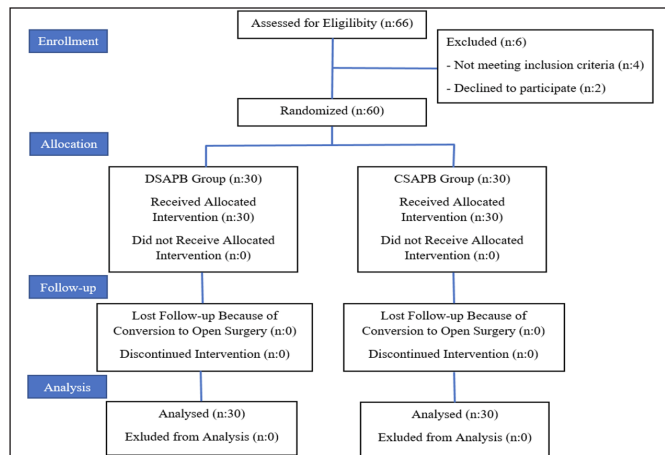 Assessed for Eligilibity (n:66)
Enrollment
Excluded (n:6)
- Not meeting inclusion criteria (n:4)
- Declined to participate (n:2)
Randomized (n:60)
Allocation
DSAPB Group (n:30)
Received Allocated
Intervention (n:30)
Did not Receive Allocated
Intervention (n:0)
CSAPB Group (n:30)
Received Allocated
Intervention (n:30)
Did not Receive Allocated
Intervention (n:0)
Follow-up
Lost Follow-up Because of
Conversion to Open Surgery (n:0)
Discontinued Intervention (n:0)
Lost Follow-up Because of
Conversion to Open Surgery (n:0)
Discontinued Intervention (n:0)
Analysis
Analysed (n:30)
Exluded from Analysis (n:0)
Analysed (n:30)
Exluded from Analysis (n:0)